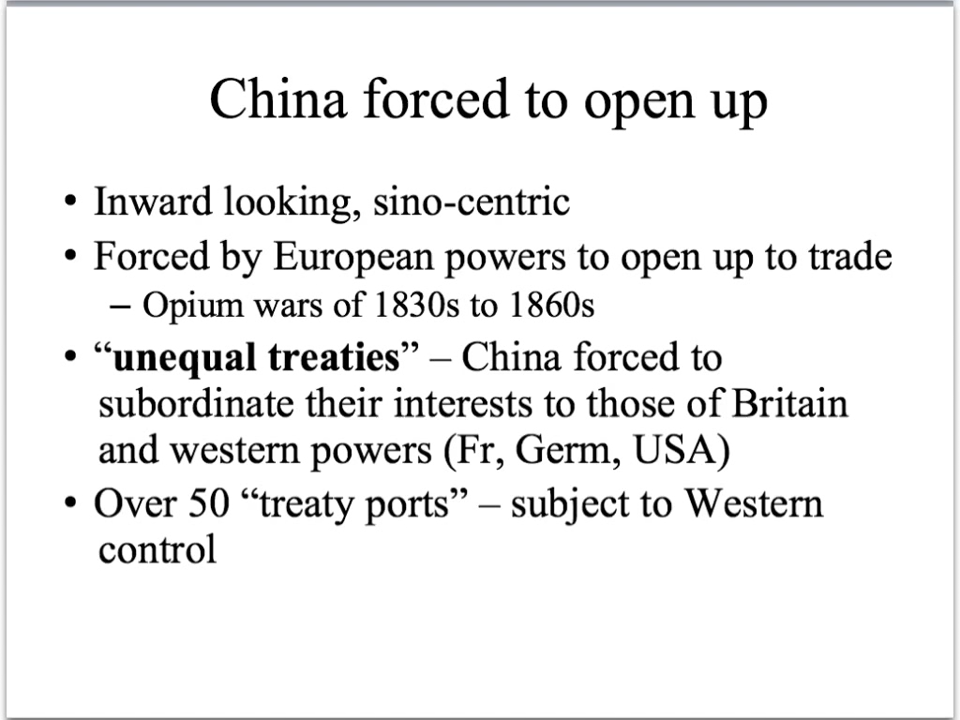 China forced to open up
• Inward looking, sino-centric
• Forced by European powers to open up to trade
– Opium wars of 1830s to 1860s
• “unequal treaties” – China forced to
subordinate their interests to those of Britain
and western powers (Fr, Germ, USA)
• Over 50 “treaty ports” – subject to Western
control